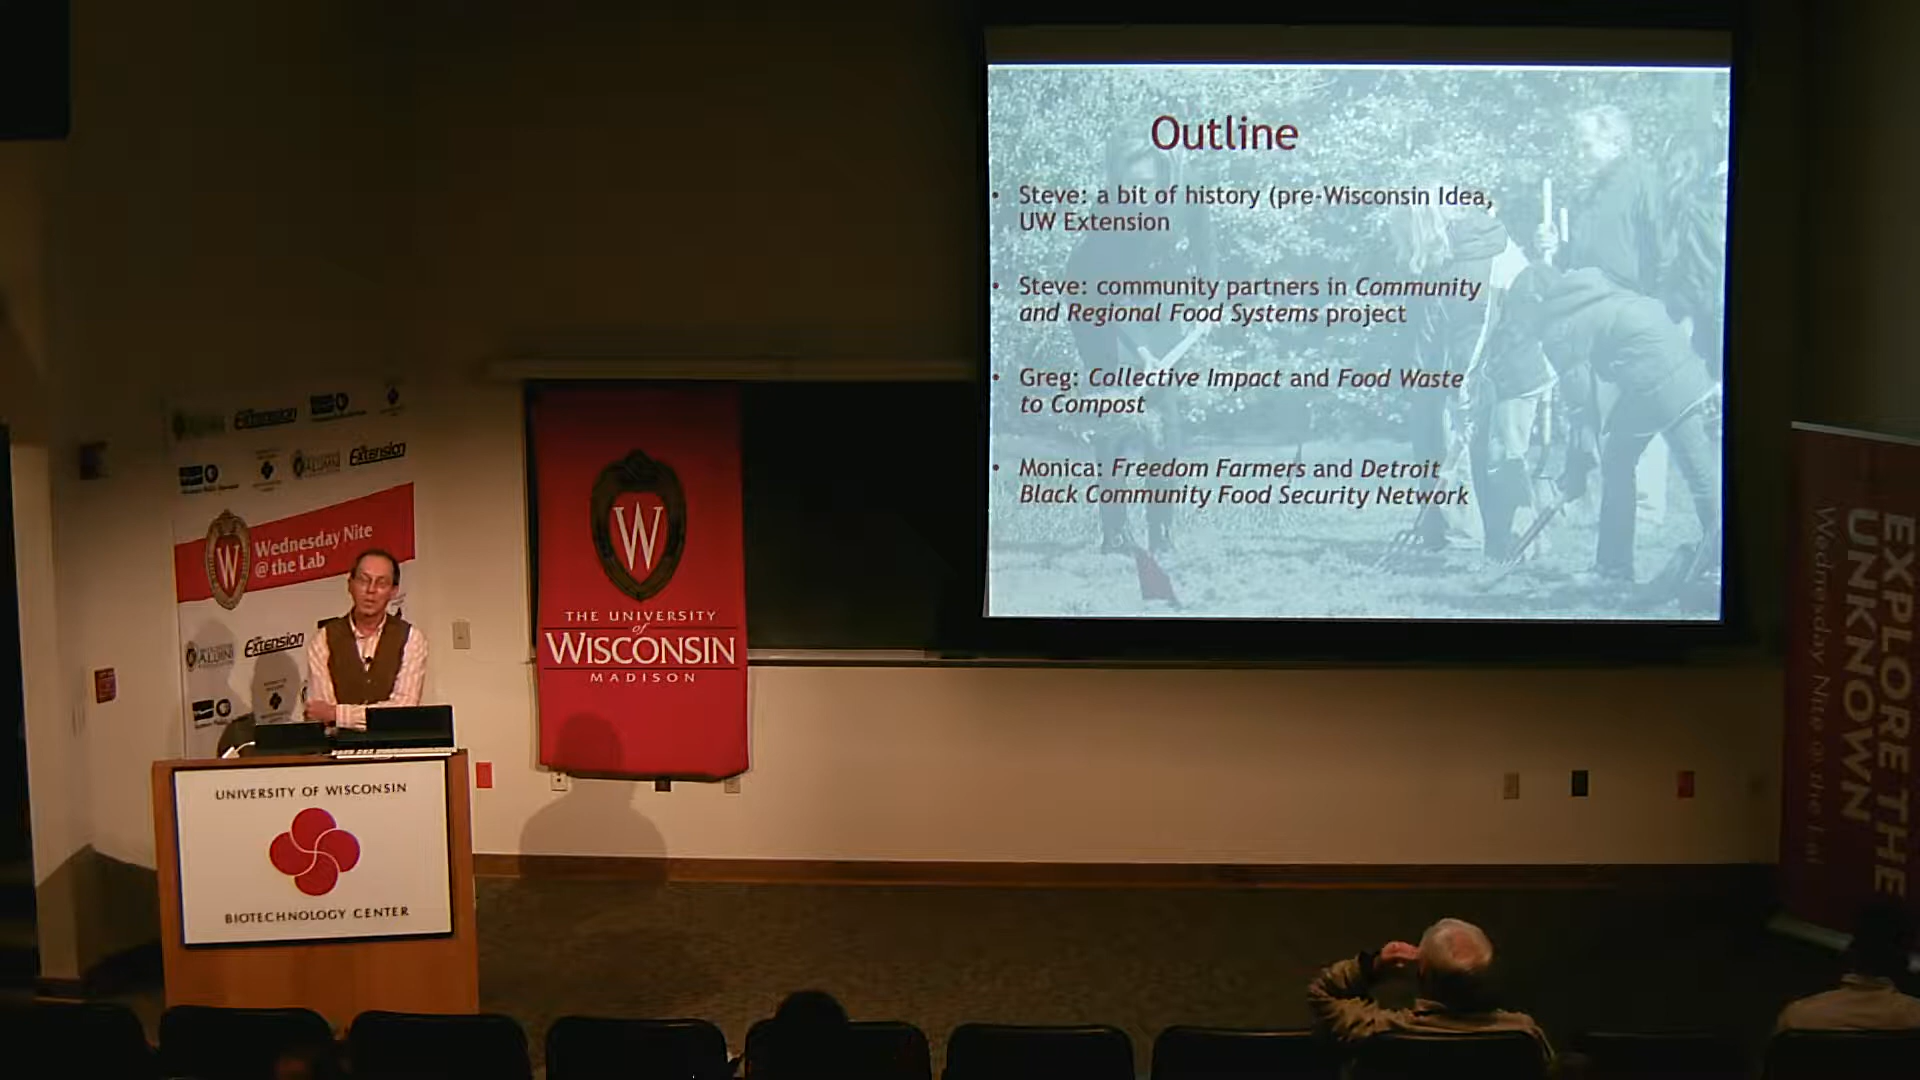 Outline
• Steve: a bit of history (pre-Wisconsin Idea,
UW Extension
• Steve: community partners in Community
and Regional Food Systems project
• Greg: Collective Impact and Food Waste
to Compost
• Monica: Freedom Farmers and Detroit
Black Community Food Security Network
Extension
ALUMNI
Extension
W
Wednesday Nite
@ the Lab
ALUMNI
Extension
W
THE UNIVERSITY
of
WISCONSIN
MADISON
UNIVERSITY OF WISCONSIN
BIOTECHNOLOGY CENTER
EXPLORE THE
UNKNOWN
Wednesday Nite @ the Lab